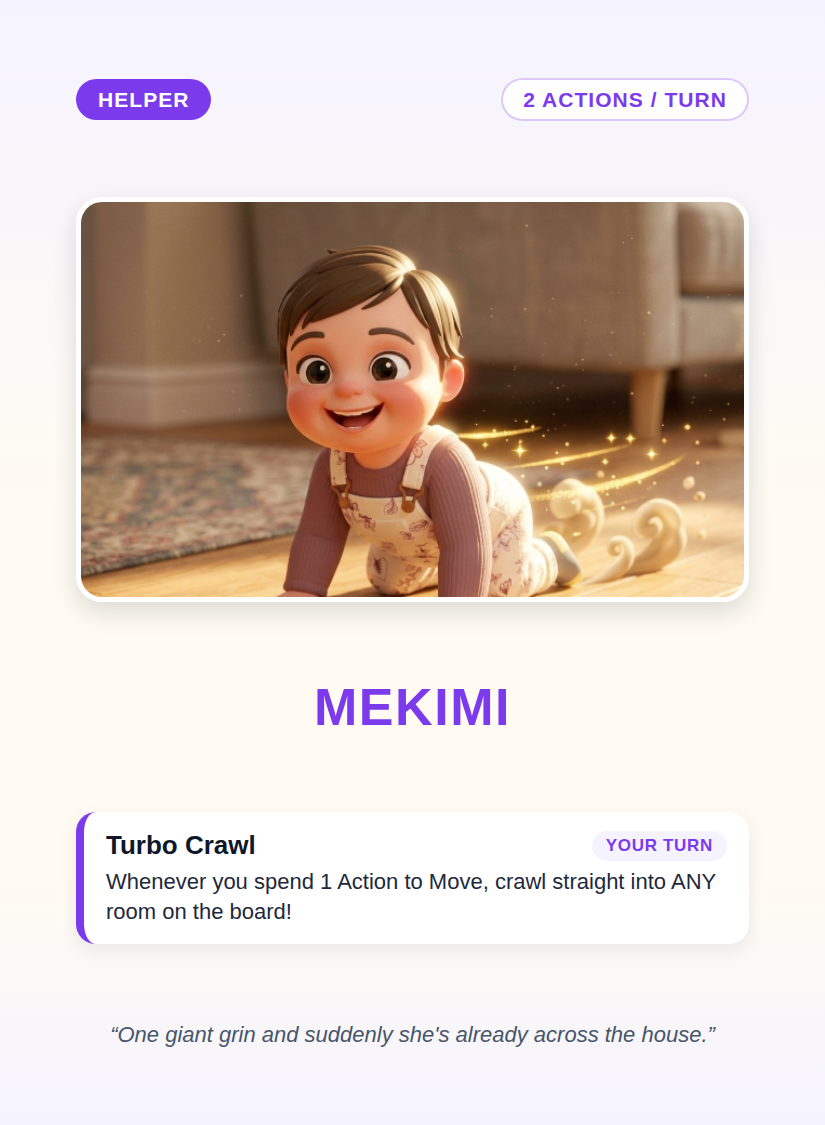 HELPER
2 ACTIONS / TURN
MEKIMI
Turbo Crawl
YOUR TURN
Whenever you spend 1 Action to Move, crawl straight into ANY
room on the board!
“One giant grin and suddenly she's already across the house.”